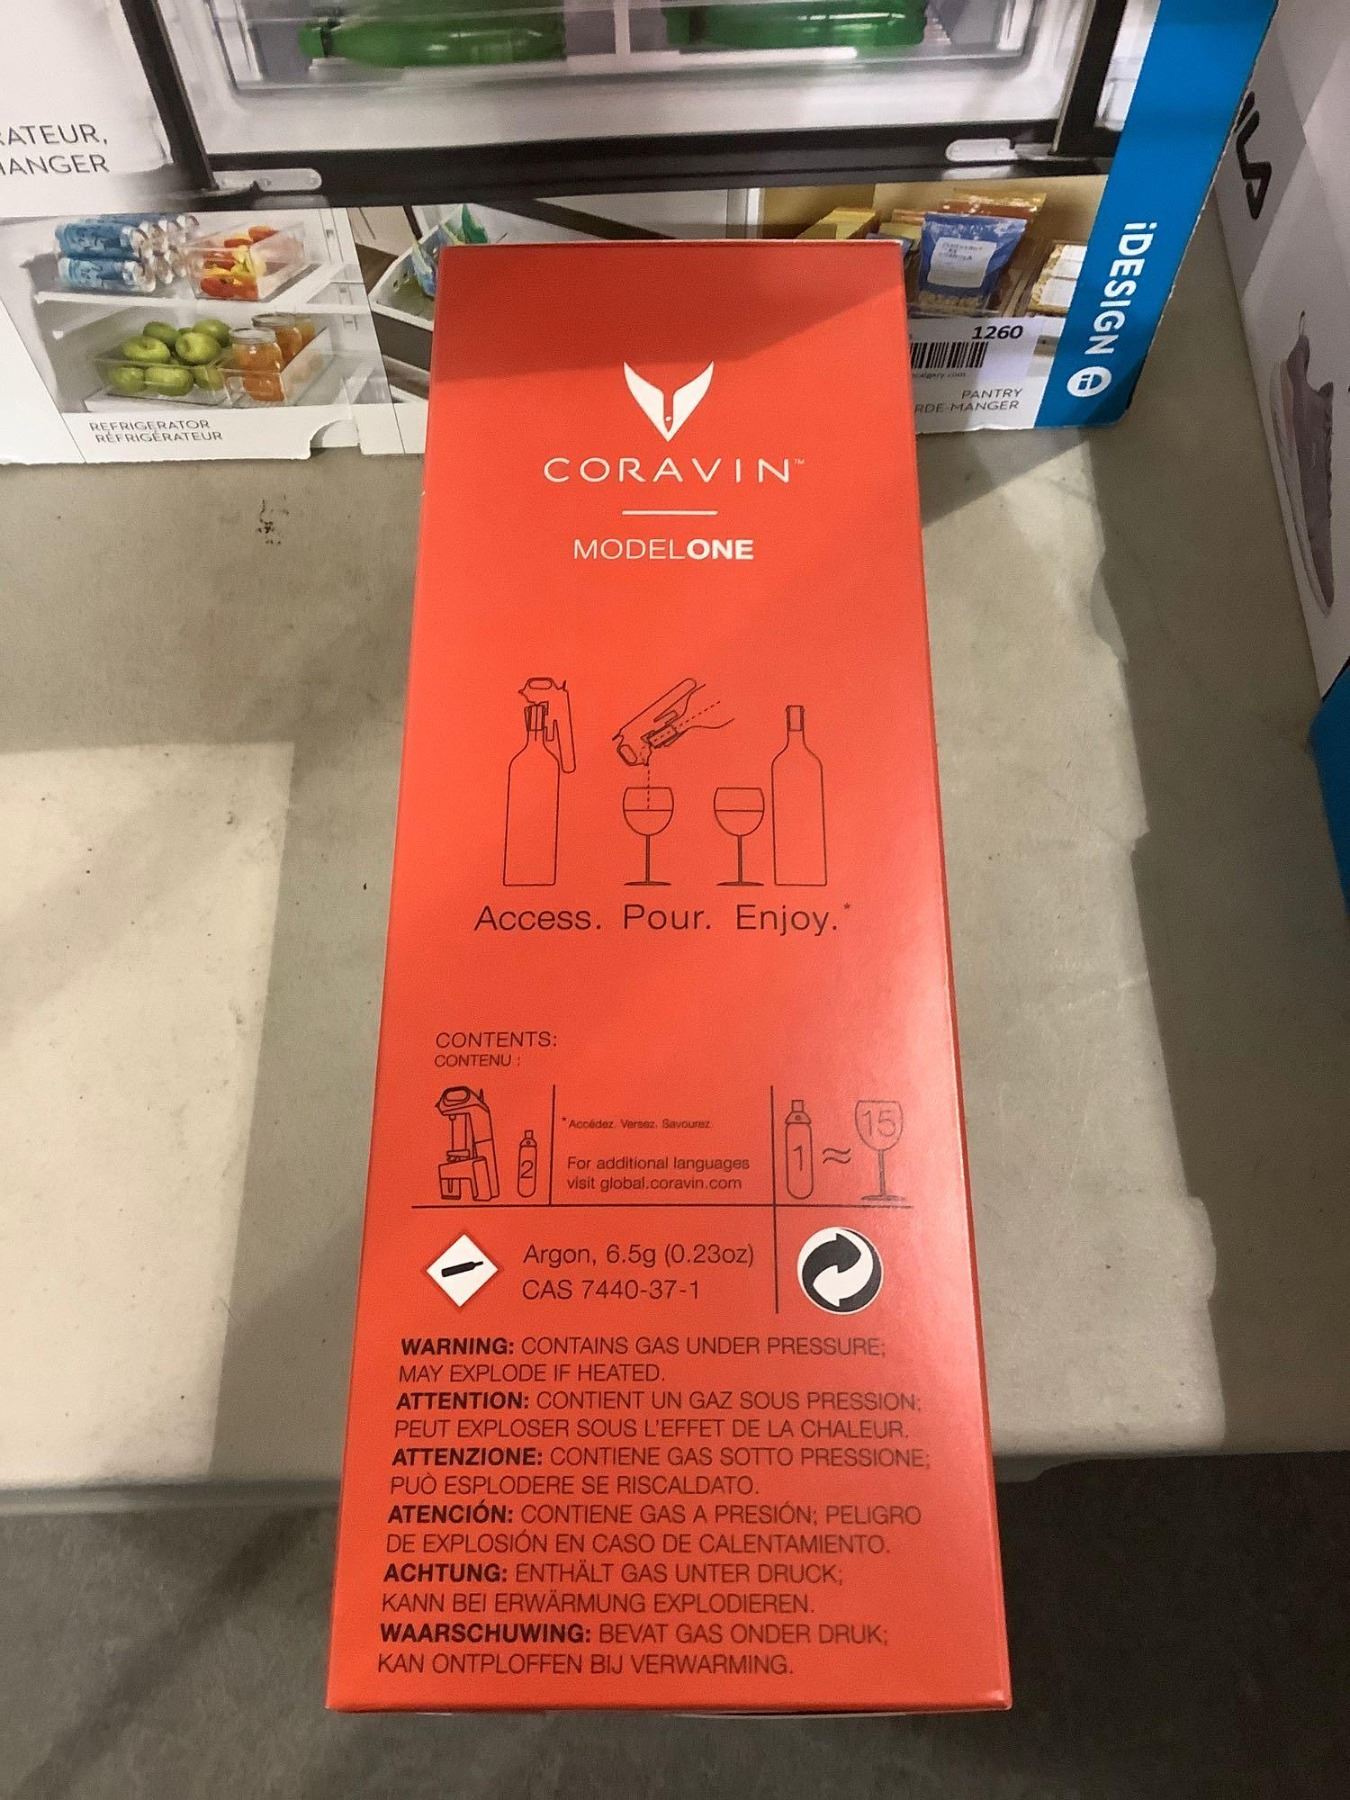 iDESIGN iD
1260
REFRIGERATOR
RÉFRIGÉRATEUR
PANTRY
CORAVIN™
MODELONE
Access. Pour. Enjoy.*
CONTENTS:
CONTENU :
2
*Accédez. Versez. Savourez.
For additional languages
visit global.coravin.com
1 ≈ 15
Argon, 6.5g (0.23oz)
CAS 7440-37-1
WARNING: CONTAINS GAS UNDER PRESSURE;
MAY EXPLODE IF HEATED.
ATTENTION: CONTIENT UN GAZ SOUS PRESSION;
PEUT EXPLOSER SOUS L'EFFET DE LA CHALEUR.
ATTENZIONE: CONTIENE GAS SOTTO PRESSIONE;
PUÒ ESPLODERE SE RISCALDATO.
ATENCIÓN: CONTIENE GAS A PRESIÓN; PELIGRO
DE EXPLOSIÓN EN CASO DE CALENTAMIENTO.
ACHTUNG: ENTHÄLT GAS UNTER DRUCK;
KANN BEI ERWÄRMUNG EXPLODIEREN.
WAARSCHUWING: BEVAT GAS ONDER DRUK;
KAN ONTPLOFFEN BIJ VERWARMING.